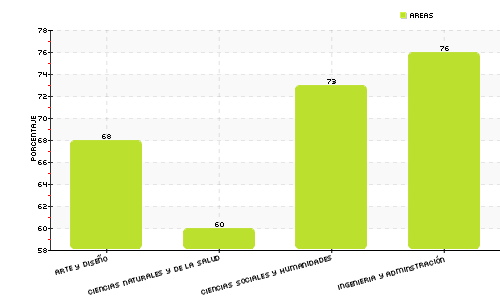 AREAS
78
76
74
72
70
68
66
64
62
60
58
PORCENTAJE
68
60
73
76
ARTE Y DISEÑO
CIENCIAS NATURALES Y DE LA SALUD
CIENCIAS SOCIALES Y HUMANIDADES
INGENIERIA Y ADMINSTRACIÓN